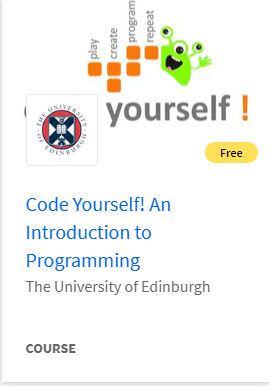 play
create
program
repeat
yourself !
THE UNIVERSITY OF EDINBURGH
Free
Code Yourself! An
Introduction to
Programming
The University of Edinburgh
COURSE